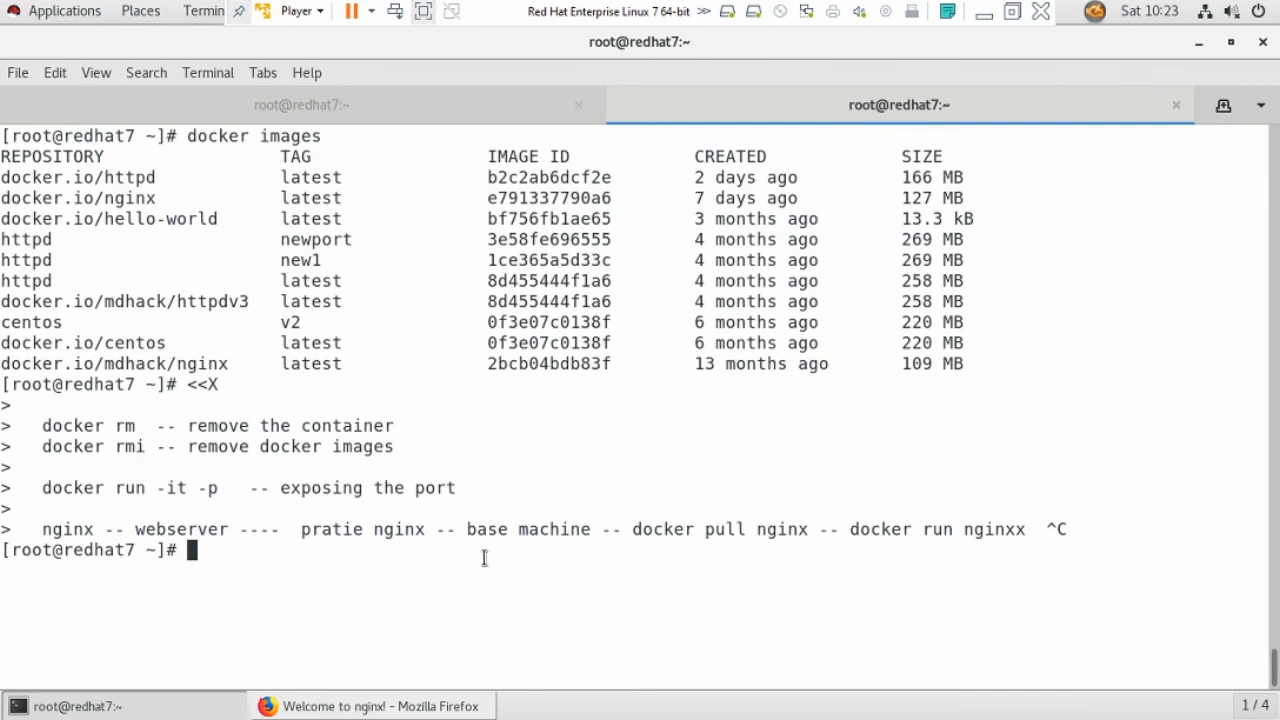 Applications Places Termin Player Red Hat Enterprise Linux 7 64-bit Sat 10:23
root@redhat7:~
File Edit View Search Terminal Tabs Help
root@redhat7:~ root@redhat7:~
[root@redhat7 ~]# docker images
REPOSITORY TAG IMAGE ID CREATED SIZE
docker.io/httpd latest b2c2ab6dcf2e 2 days ago 166 MB
docker.io/nginx latest e791337790a6 7 days ago 127 MB
docker.io/hello-world latest bf756fb1ae65 3 months ago 13.3 kB
httpd newport 3e58fe696555 4 months ago 269 MB
httpd new1 1ce365a5d33c 4 months ago 269 MB
httpd latest 8d455444f1a6 4 months ago 258 MB
docker.io/mdhack/httpdv3 latest 8d455444f1a6 4 months ago 258 MB
centos v2 0f3e07c0138f 6 months ago 220 MB
docker.io/centos latest 0f3e07c0138f 6 months ago 220 MB
docker.io/mdhack/nginx latest 2bcb04bdb83f 13 months ago 109 MB
[root@redhat7 ~]# <<X
>
> docker rm -- remove the container
> docker rmi -- remove docker images
>
> docker run -it -p -- exposing the port
>
> nginx -- webserver ---- pratie nginx -- base machine -- docker pull nginx -- docker run nginxx ^C
[root@redhat7 ~]#
root@redhat7:~ Welcome to nginx! - Mozilla Firefox 1 / 4